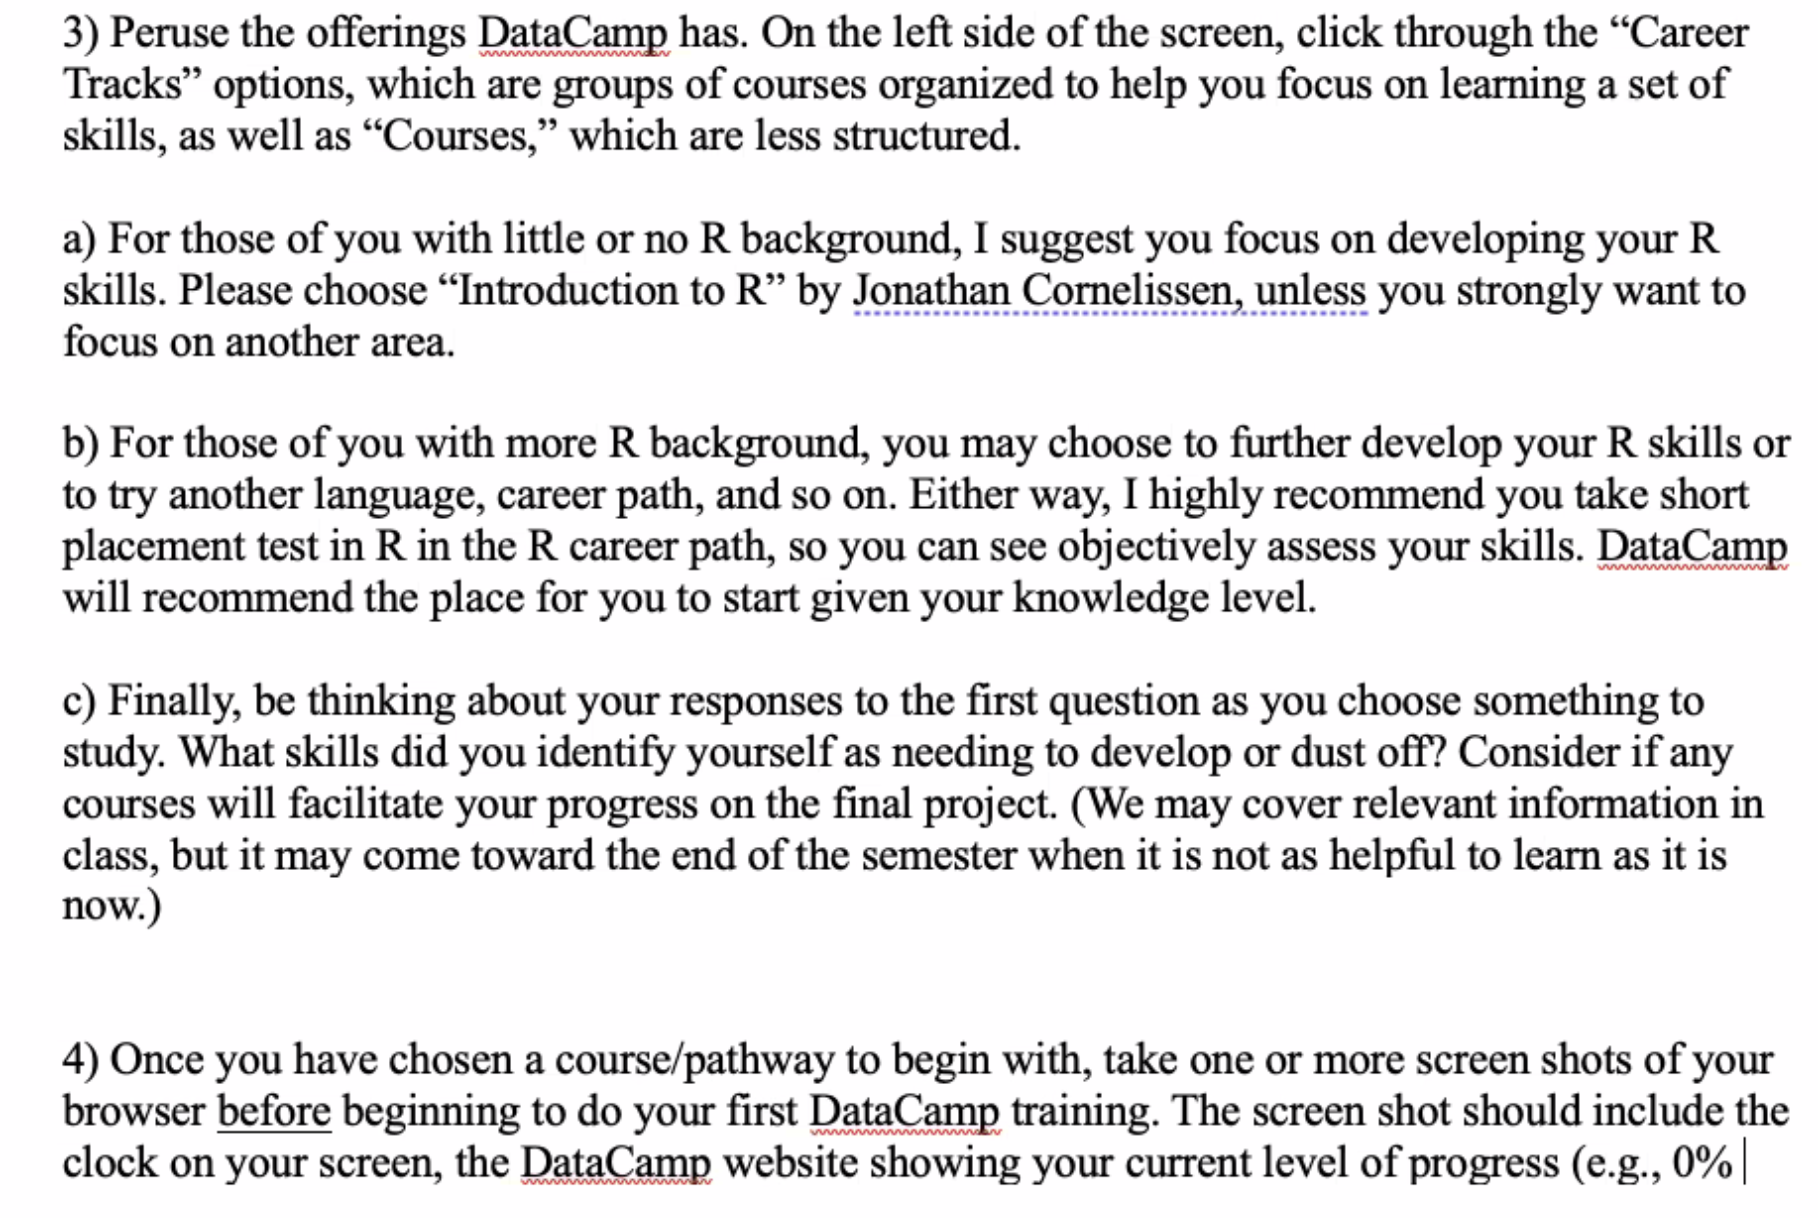 3) Peruse the offerings DataCamp has. On the left side of the screen, click through the “Career
Tracks” options, which are groups of courses organized to help you focus on learning a set of
skills, as well as “Courses,” which are less structured.
a) For those of you with little or no R background, I suggest you focus on developing your R
skills. Please choose “Introduction to R” by Jonathan Cornelissen, unless you strongly want to
focus on another area.
b) For those of you with more R background, you may choose to further develop your R skills or
to try another language, career path, and so on. Either way, I highly recommend you take short
placement test in R in the R career path, so you can see objectively assess your skills. DataCamp
will recommend the place for you to start given your knowledge level.
c) Finally, be thinking about your responses to the first question as you choose something to
study. What skills did you identify yourself as needing to develop or dust off? Consider if any
courses will facilitate your progress on the final project. (We may cover relevant information in
class, but it may come toward the end of the semester when it is not as helpful to learn as it is
now.)
4) Once you have chosen a course/pathway to begin with, take one or more screen shots of your
browser before beginning to do your first DataCamp training. The screen shot should include the
clock on your screen, the DataCamp website showing your current level of progress (e.g., 0%